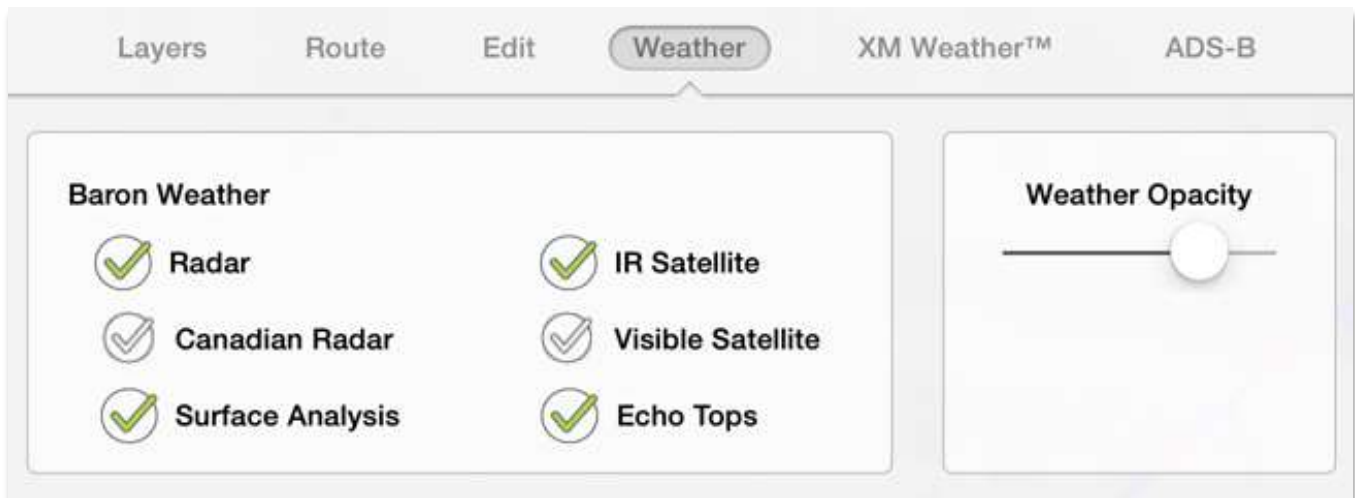 Layers Route Edit Weather XM Weather™ ADS-B
Baron Weather
Radar
IR Satellite
Canadian Radar
Visible Satellite
Surface Analysis
Echo Tops
Weather Opacity